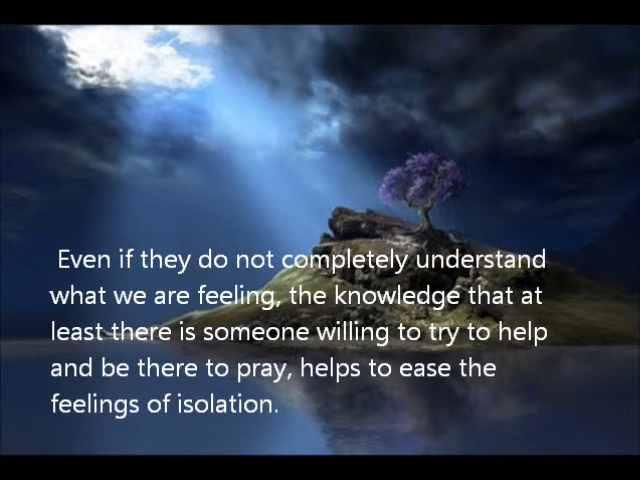 Even if they do not completely understand
what we are feeling, the knowledge that at
least there is someone willing to try to help
and be there to pray, helps to ease the
feelings of isolation.